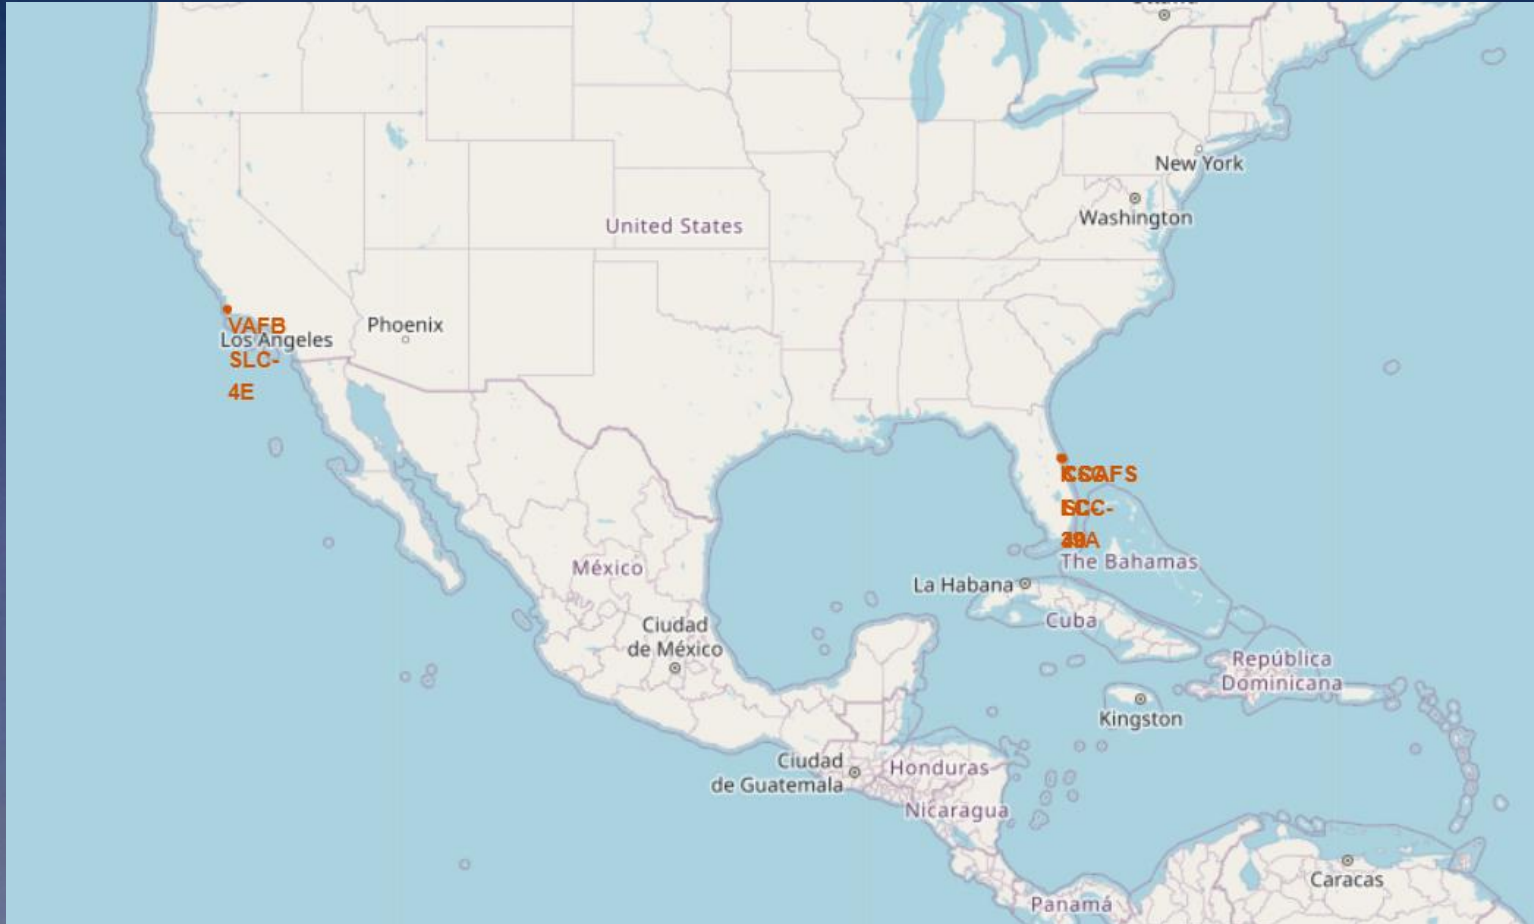 New York
Washington
United States
VAFB
Los Angeles
SLC-
4E
Phoenix
México
Ciudad
de México
La Habana
The Bahamas
Cuba
República
Dominicana
Kingston
Ciudad
de Guatemala
Honduras
Nicaragua
Caracas
Panamá